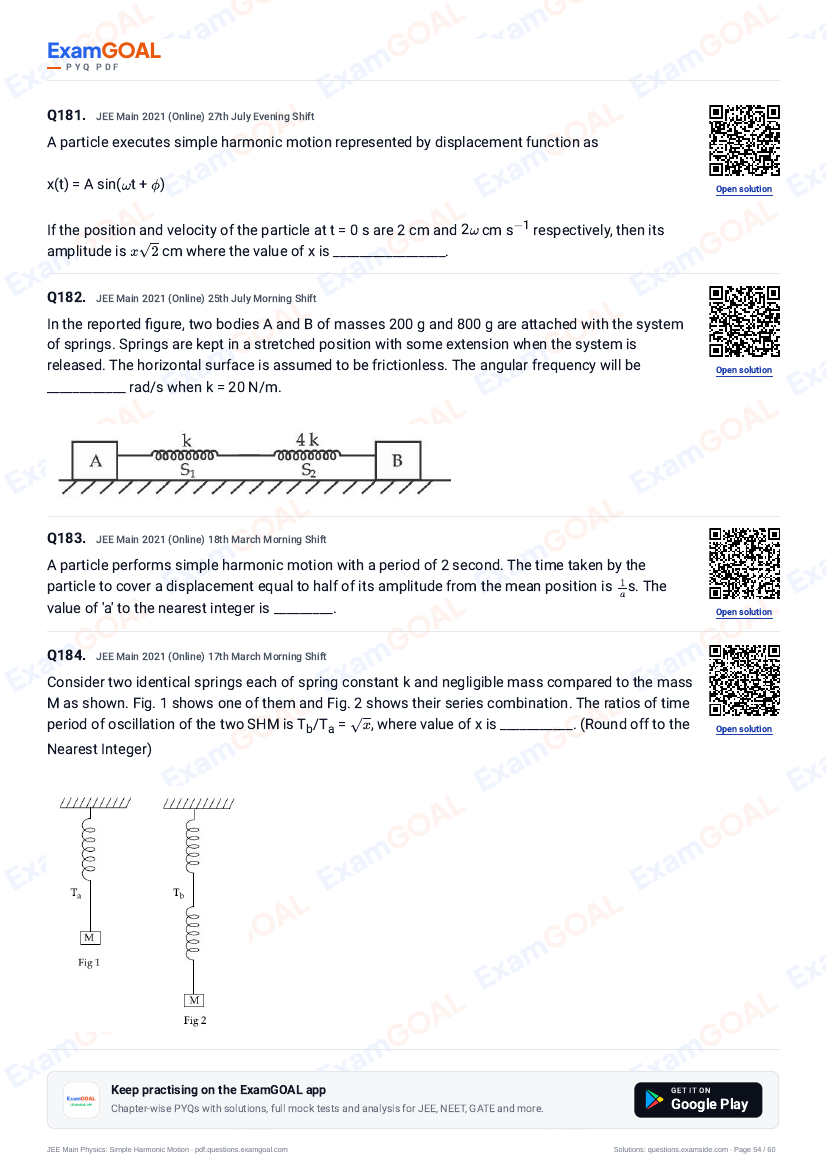 ExamGOAL
PYQ PDF
Q181. JEE Main 2021 (Online) 27th July Evening Shift
A particle executes simple harmonic motion represented by displacement function as
x(t) = A sin(ωt + ϕ)
If the position and velocity of the particle at t = 0 s are 2 cm and 2ω cm s⁻¹ respectively, then its
amplitude is x√2 cm where the value of x is _________________.
Open solution
Q182. JEE Main 2021 (Online) 25th July Morning Shift
In the reported figure, two bodies A and B of masses 200 g and 800 g are attached with the system
of springs. Springs are kept in a stretched position with some extension when the system is
released. The horizontal surface is assumed to be frictionless. The angular frequency will be
____________ rad/s when k = 20 N/m.
Open solution
k 4 k
A S₁ S₂ B
Q183. JEE Main 2021 (Online) 18th March Morning Shift
A particle performs simple harmonic motion with a period of 2 second. The time taken by the
particle to cover a displacement equal to half of its amplitude from the mean position is 1/a s. The
value of 'a' to the nearest integer is _________.
Open solution
Q184. JEE Main 2021 (Online) 17th March Morning Shift
Consider two identical springs each of spring constant k and negligible mass compared to the mass
M as shown. Fig. 1 shows one of them and Fig. 2 shows their series combination. The ratios of time
period of oscillation of the two SHM is T_b/T_a = √x, where value of x is ___________. (Round off to the
Nearest Integer)
Open solution
Tₐ T_b
M
Fig 1
M
Fig 2
ExamGOAL
Keep practising on the ExamGOAL app
Chapter-wise PYQs with solutions, full mock tests and analysis for JEE, NEET, GATE and more.
GET IT ON
Google Play
JEE Main Physics: Simple Harmonic Motion · pdf.questions.examgoal.com
Solutions: questions.examside.com · Page 54 / 60